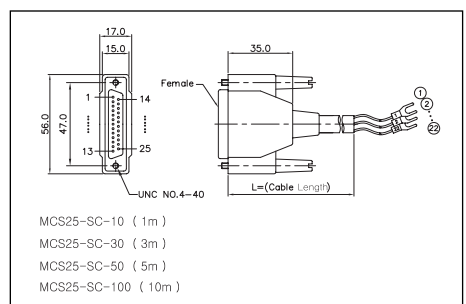 17.0
15.0
35.0
Female
1
14
56.0
47.0
13
25
1
2
22
UNC NO.4-40
L=(Cable Length)
MCS25-SC-10 ( 1m )
MCS25-SC-30 ( 3m )
MCS25-SC-50 ( 5m )
MCS25-SC-100 ( 10m )